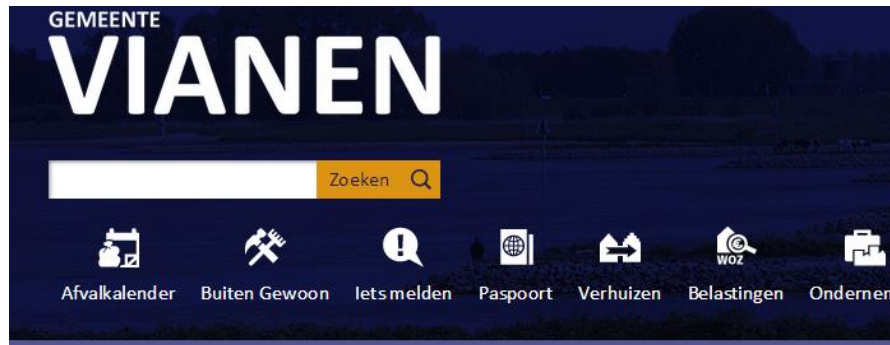 GEMEENTE
VIANEN
Zoeken
WOZ
Afvalkalender Buiten Gewoon Iets melden Paspoort Verhuizen Belastingen